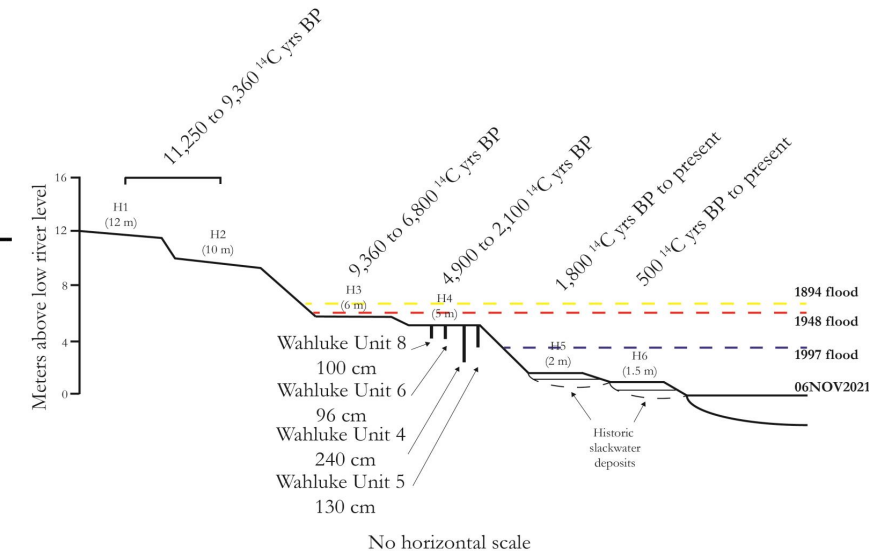 11,250 to 9,360 ¹⁴C yrs BP
9,360 to 6,800 ¹⁴C yrs BP
4,900 to 2,100 ¹⁴C yrs BP
1,800 ¹⁴C yrs BP to present
500 ¹⁴C yrs BP to present
Meters above low river level
16
12
8
4
0
H1
(12 m)
H2
(10 m)
H3
(6 m)
H4
(5 m)
H5
(2 m)
H6
(1.5 m)
1894 flood
1948 flood
1997 flood
06NOV2021
Wahluke Unit 8
100 cm
Wahluke Unit 6
96 cm
Wahluke Unit 4
240 cm
Wahluke Unit 5
130 cm
Historic
slackwater
deposits
No horizontal scale